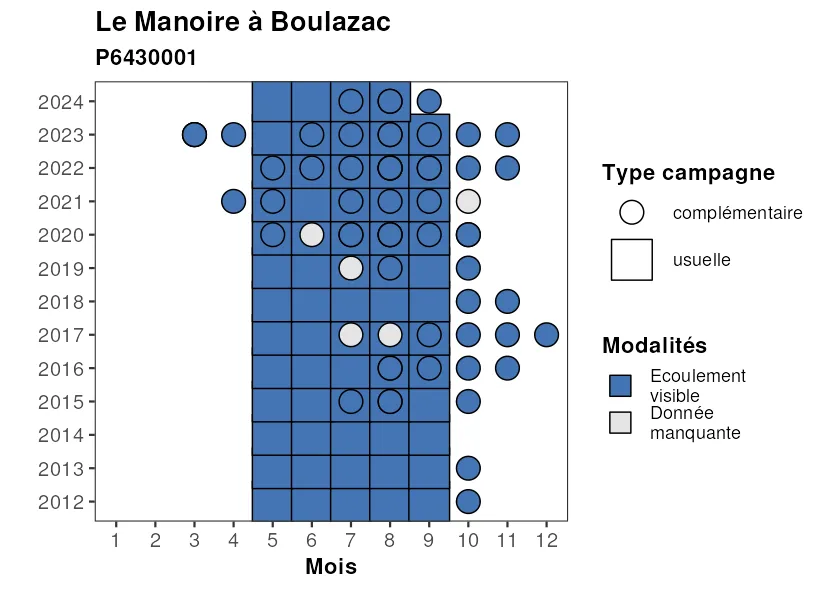 Le Manoire à Boulazac
P6430001
2024
2023
2022
2021
2020
2019
2018
2017
2016
2015
2014
2013
2012
1 2 3 4 5 6 7 8 9 10 11 12
Mois
Type campagne
complémentaire
usuelle
Modalités
Ecoulement
visible
Donnée
manquante